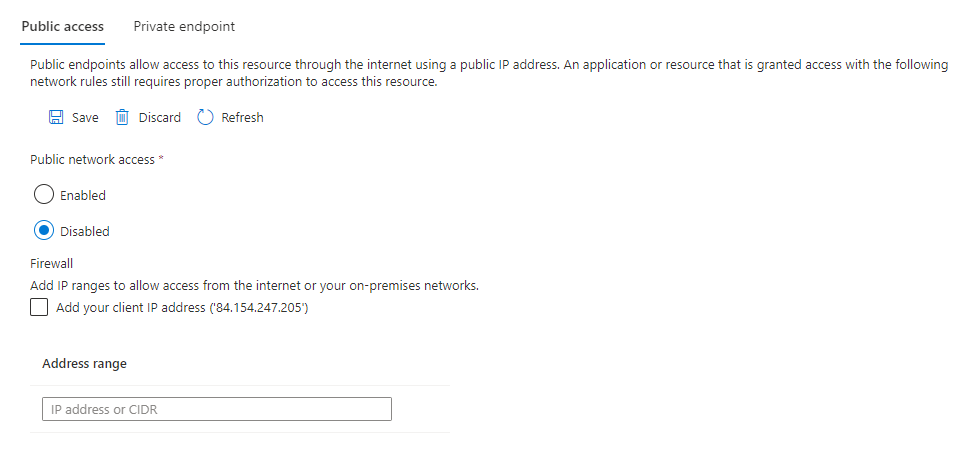 Public access Private endpoint
Public endpoints allow access to this resource through the internet using a public IP address. An application or resource that is granted access with the following
network rules still requires proper authorization to access this resource.
Save Discard Refresh
Public network access *
Enabled
Disabled
Firewall
Add IP ranges to allow access from the internet or your on-premises networks.
Add your client IP address ('84.154.247.205')
Address range
IP address or CIDR